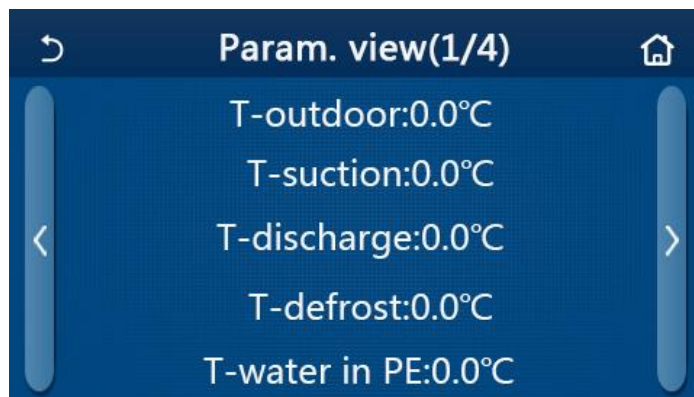 Param. view(1/4)
T-outdoor:0.0℃
T-suction:0.0℃
T-discharge:0.0℃
T-defrost:0.0℃
T-water in PE:0.0℃